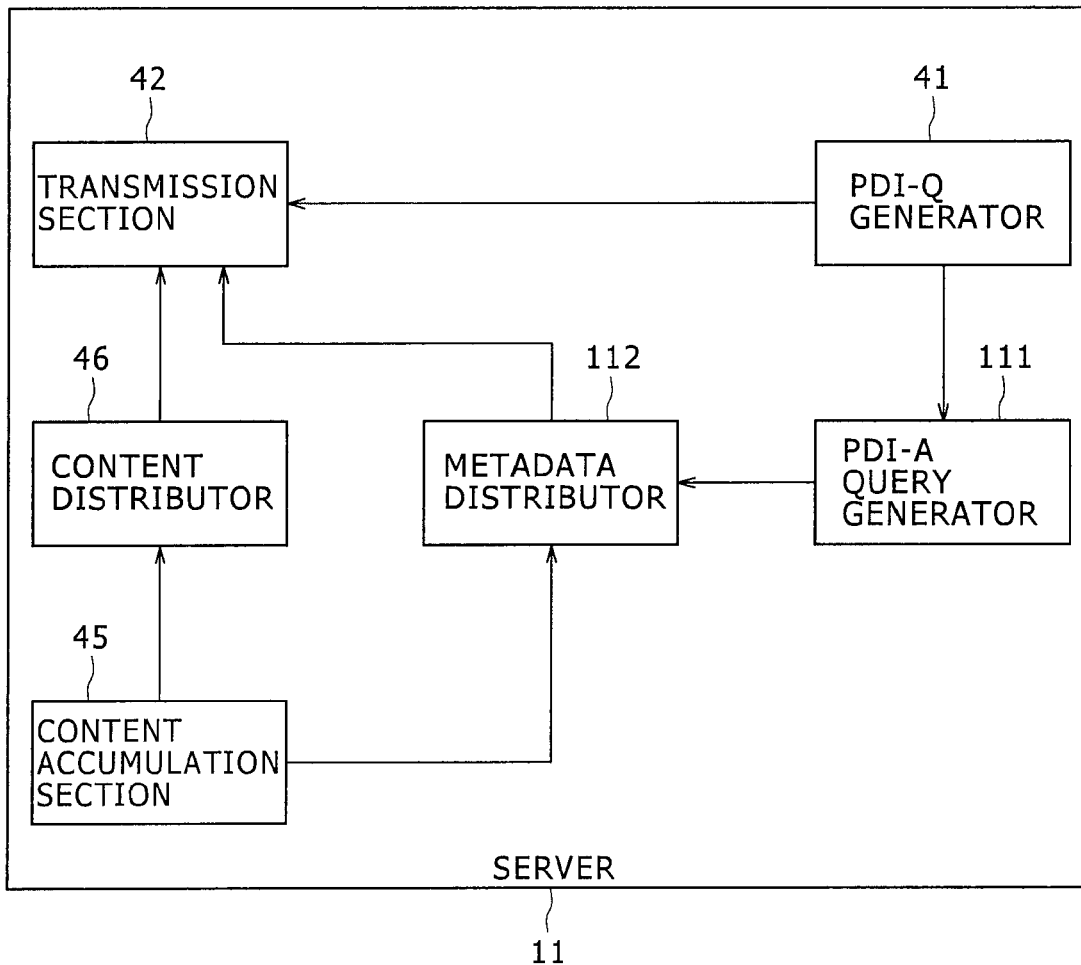 42
41
TRANSMISSION
SECTION
PDI-Q
GENERATOR
46
112
111
CONTENT
DISTRIBUTOR
METADATA
DISTRIBUTOR
PDI-A
QUERY
GENERATOR
45
CONTENT
ACCUMULATION
SECTION
SERVER
11